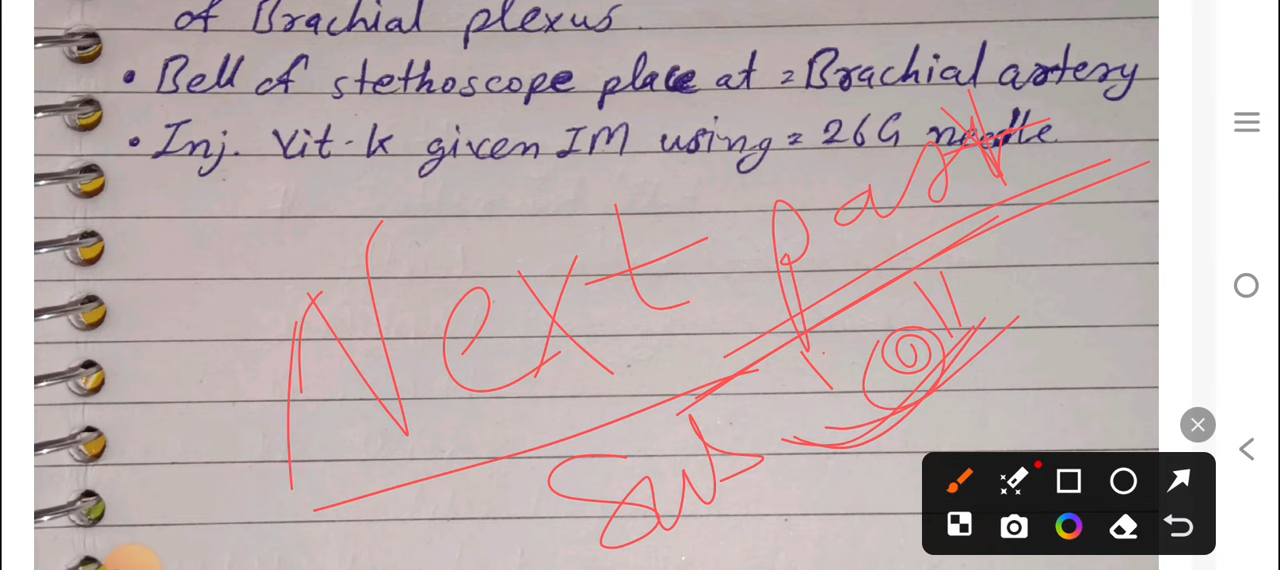 of Brachial plexus
• Bell of stethoscope place at = Brachial artery
• Inj. Vit-k given IM using = 26G needle
Next part
Sub